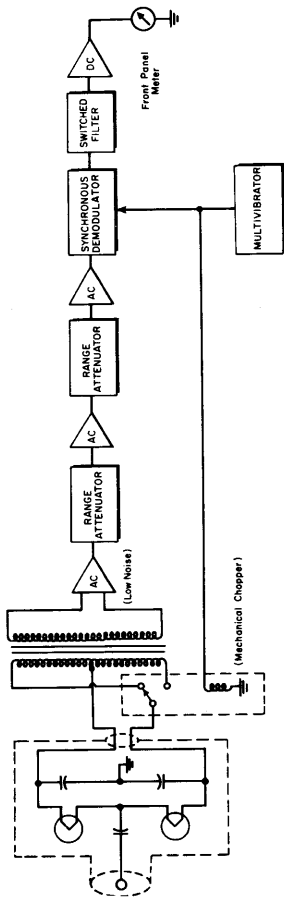 (Mechanical Chopper)
AC
(Low Noise)
RANGE
ATTENUATOR
AC
RANGE
ATTENUATOR
AC
SYNCHRONOUS
DEMODULATOR
SWITCHED
FILTER
DC
Front Panel
Meter
MULTIVIBRATOR